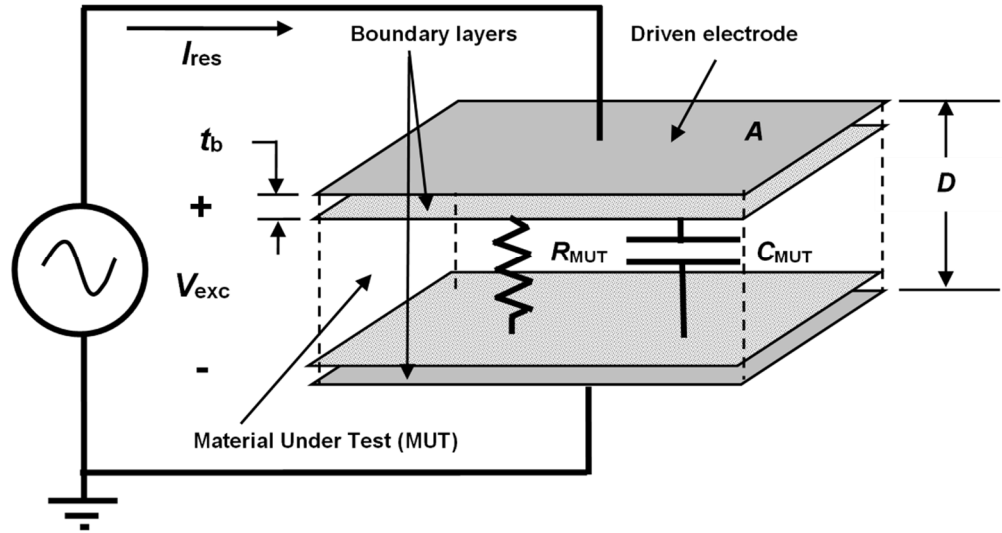 Boundary layers
Driven electrode
Ires
A
tb
D
+
RMUT
CMUT
Vexc
-
Material Under Test (MUT)